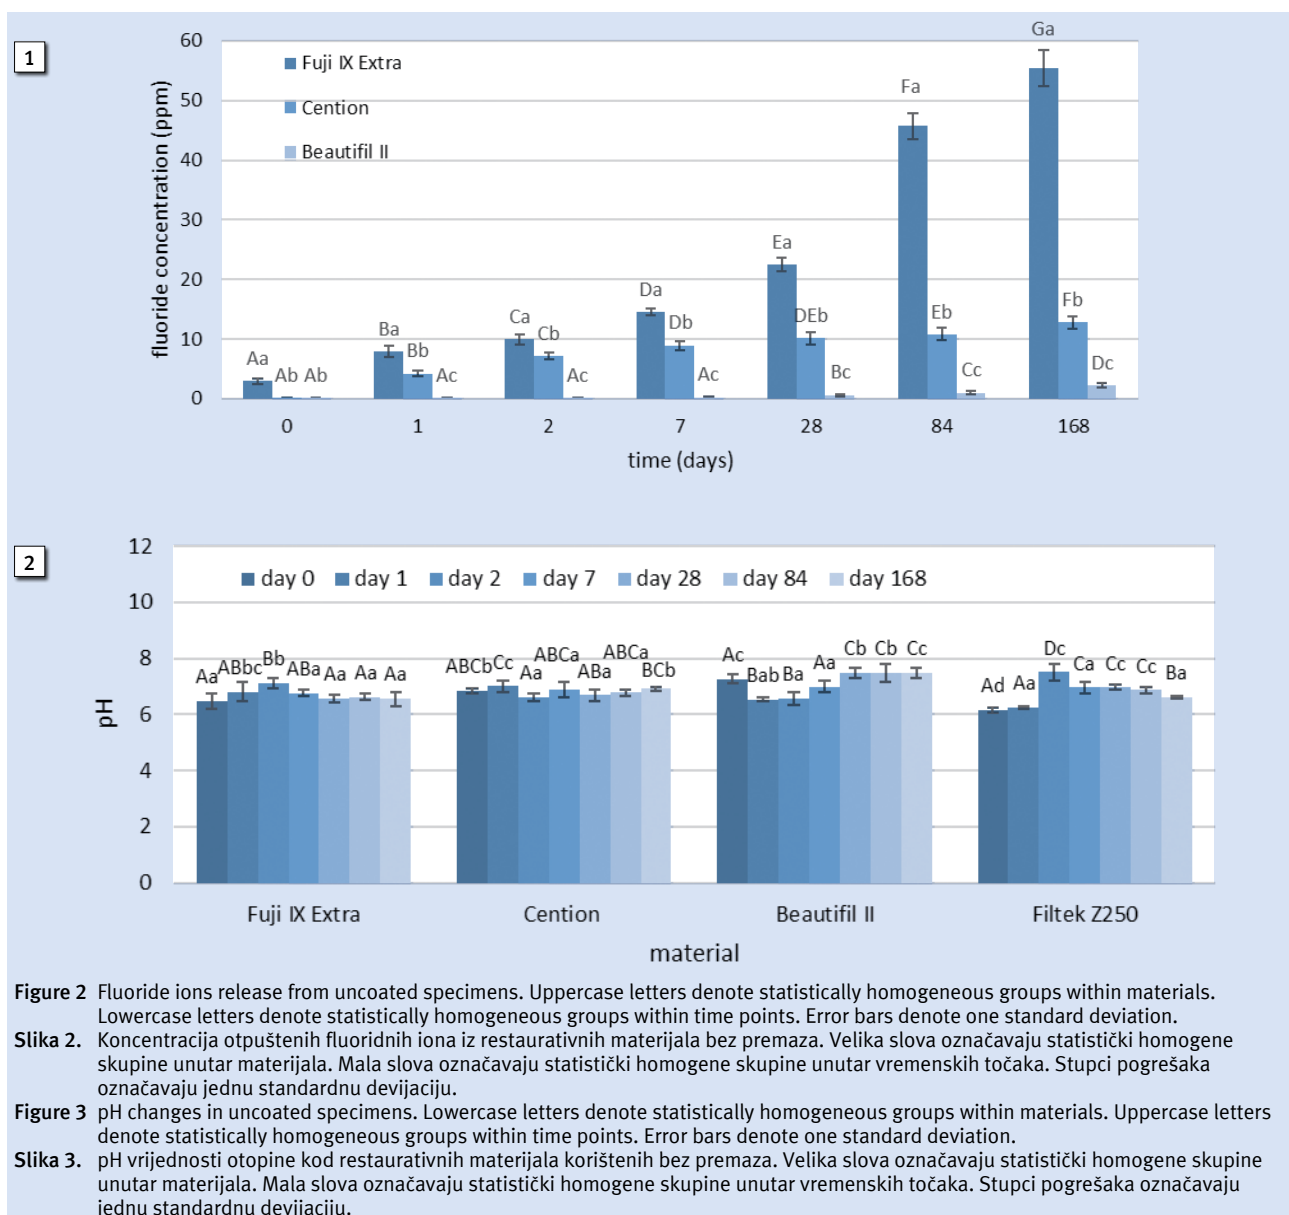 1
60
50
40
30
20
10
0
fluoride concentration (ppm)
Fuji IX Extra
Cention
Beautifil II
Aa Ab Ab
Ba Bb Ac
Ca Cb Ac
Da Db Ac
Ea DEb Bc
Fa Eb Cc
Ga Fb Dc
0 1 2 7 28 84 168
time (days)
2
12
10
8
6
4
2
0
pH
day 0 day 1 day 2 day 7 day 28 day 84 day 168
Aa ABbc Bb ABa Aa Aa Aa
ABCb Cc Aa ABCa ABa ABCa BCb
Ac Bab Ba Aa Cb Cb Cc
Ad Aa Dc Ca Cc Cc Ba
Fuji IX Extra Cention Beautifil II Filtek Z250
material
Figure 2 Fluoride ions release from uncoated specimens. Uppercase letters denote statistically homogeneous groups within materials.
Lowercase letters denote statistically homogeneous groups within time points. Error bars denote one standard deviation.
Slika 2. Koncentracija otpuštenih fluoridnih iona iz restaurativnih materijala bez premaza. Velika slova označavaju statistički homogene
skupine unutar materijala. Mala slova označavaju statistički homogene skupine unutar vremenskih točaka. Stupci pogrešaka
označavaju jednu standardnu devijaciju.
Figure 3 pH changes in uncoated specimens. Lowercase letters denote statistically homogeneous groups within materials. Uppercase letters
denote statistically homogeneous groups within time points. Error bars denote one standard deviation.
Slika 3. pH vrijednosti otopine kod restaurativnih materijala korištenih bez premaza. Velika slova označavaju statistički homogene skupine
unutar materijala. Mala slova označavaju statistički homogene skupine unutar vremenskih točaka. Stupci pogrešaka označavaju
jednu standardnu devijaciju.